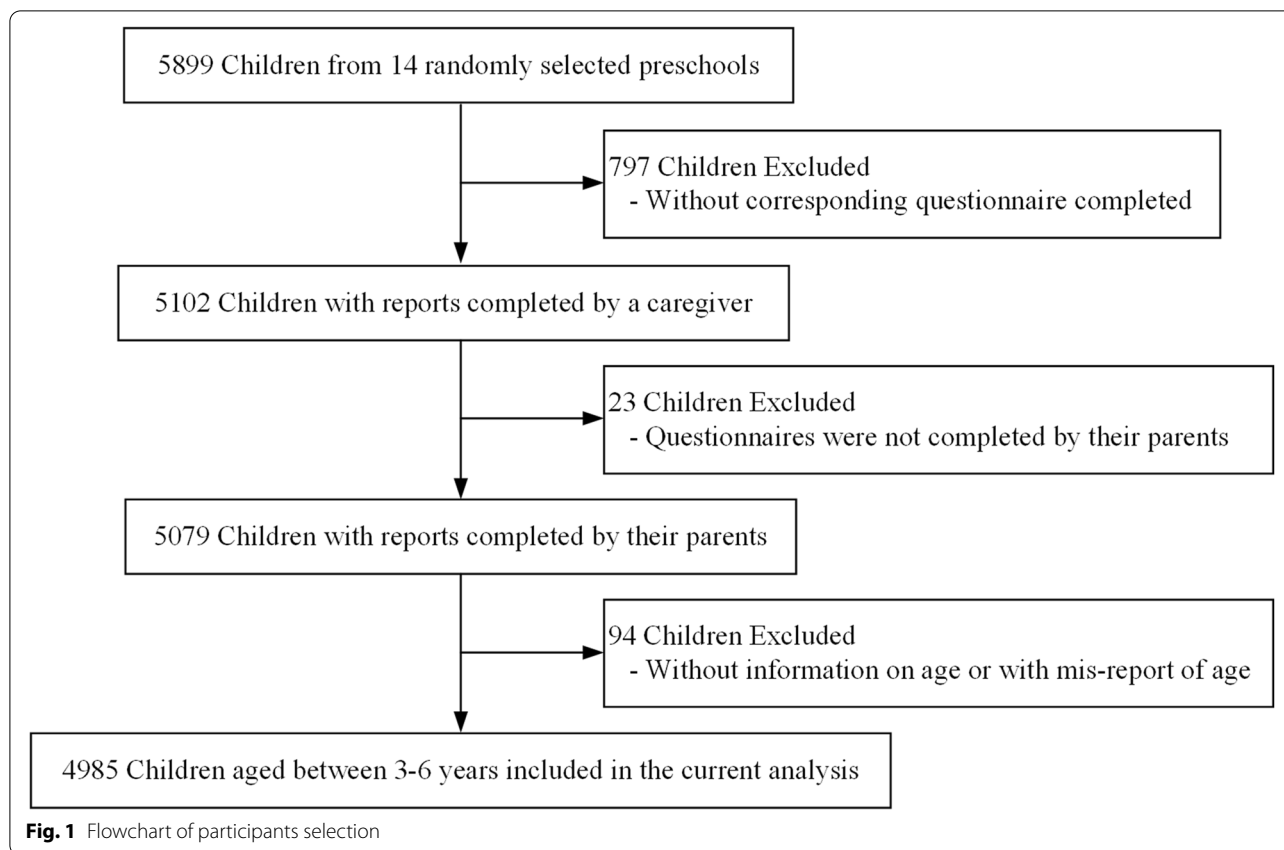 5899 Children from 14 randomly selected preschools
797 Children Excluded
- Without corresponding questionnaire completed
5102 Children with reports completed by a caregiver
23 Children Excluded
- Questionnaires were not completed by their parents
5079 Children with reports completed by their parents
94 Children Excluded
- Without information on age or with mis-report of age
4985 Children aged between 3-6 years included in the current analysis
Fig. 1 Flowchart of participants selection